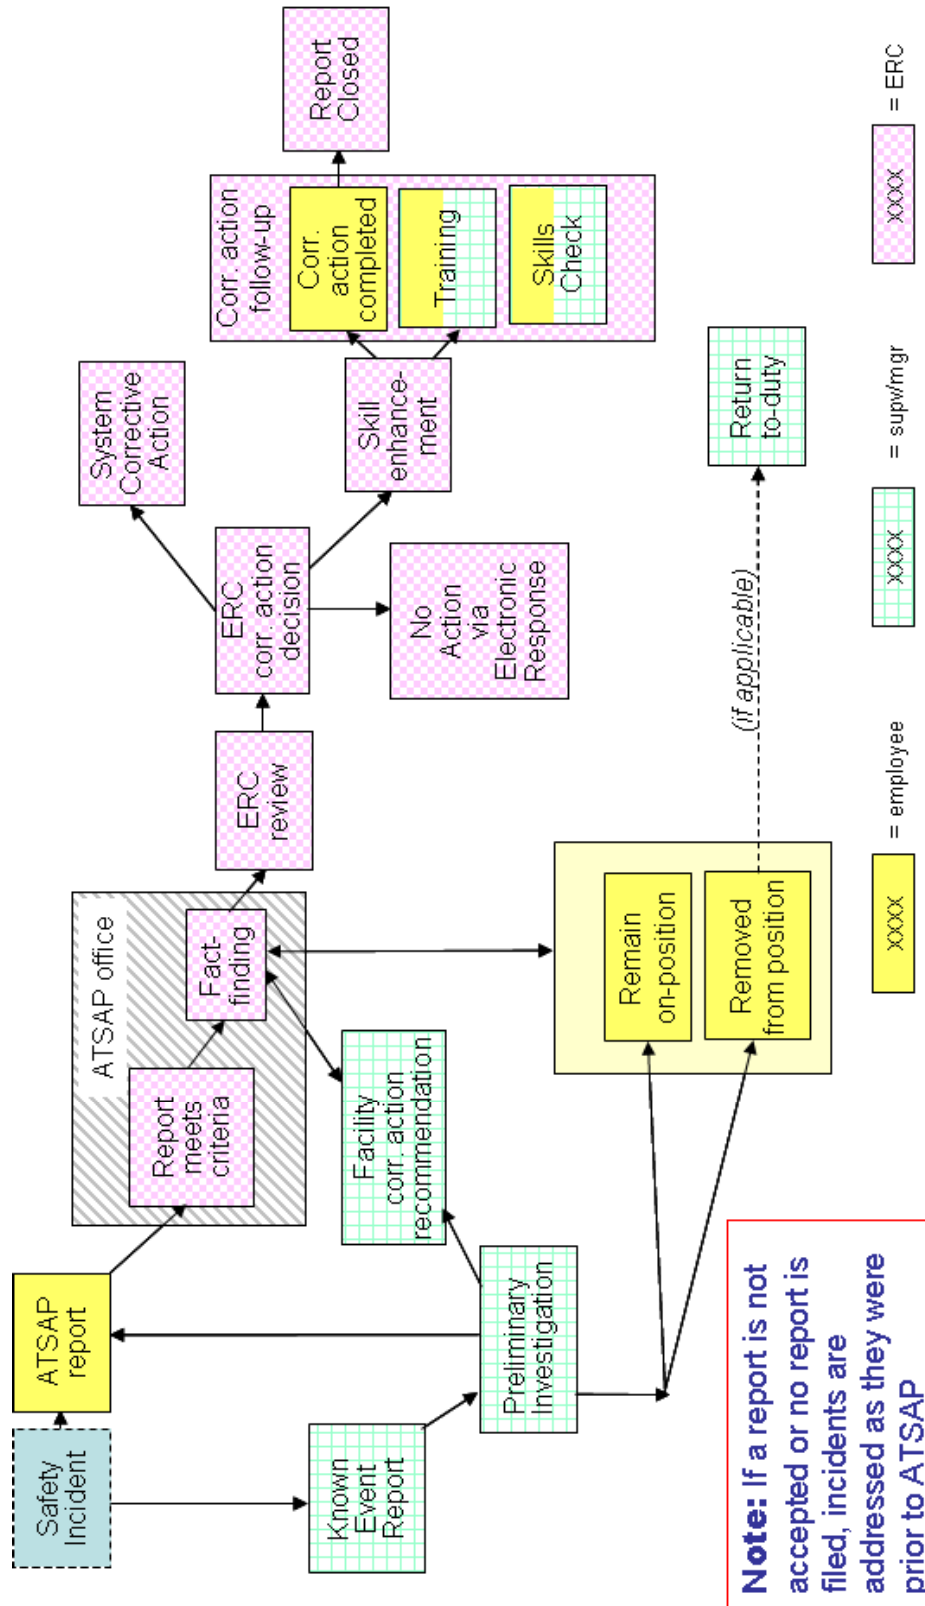 Safety
Incident
ATSAP
report
ATSAP office
Report
meets
criteria
Fact-
finding
ERC
review
ERC
corr. action
decision
System
Corrective
Action
No
Action
via
Electronic
Response
Skill
enhance-
ment
Corr. action
follow-up
Corr.
action
completed
Training
Skills
Check
Report
Closed
Known
Event
Report
Preliminary
Investigation
Facility
corr. action
recommendation
Remain
on-position
Removed
from position
(if applicable)
Return
to-duty
Note: If a report is not
accepted or no report is
filed, incidents are
addressed as they were
prior to ATSAP
xxxx
= employee
xxxx
= supv/mgr
xxxx
= ERC